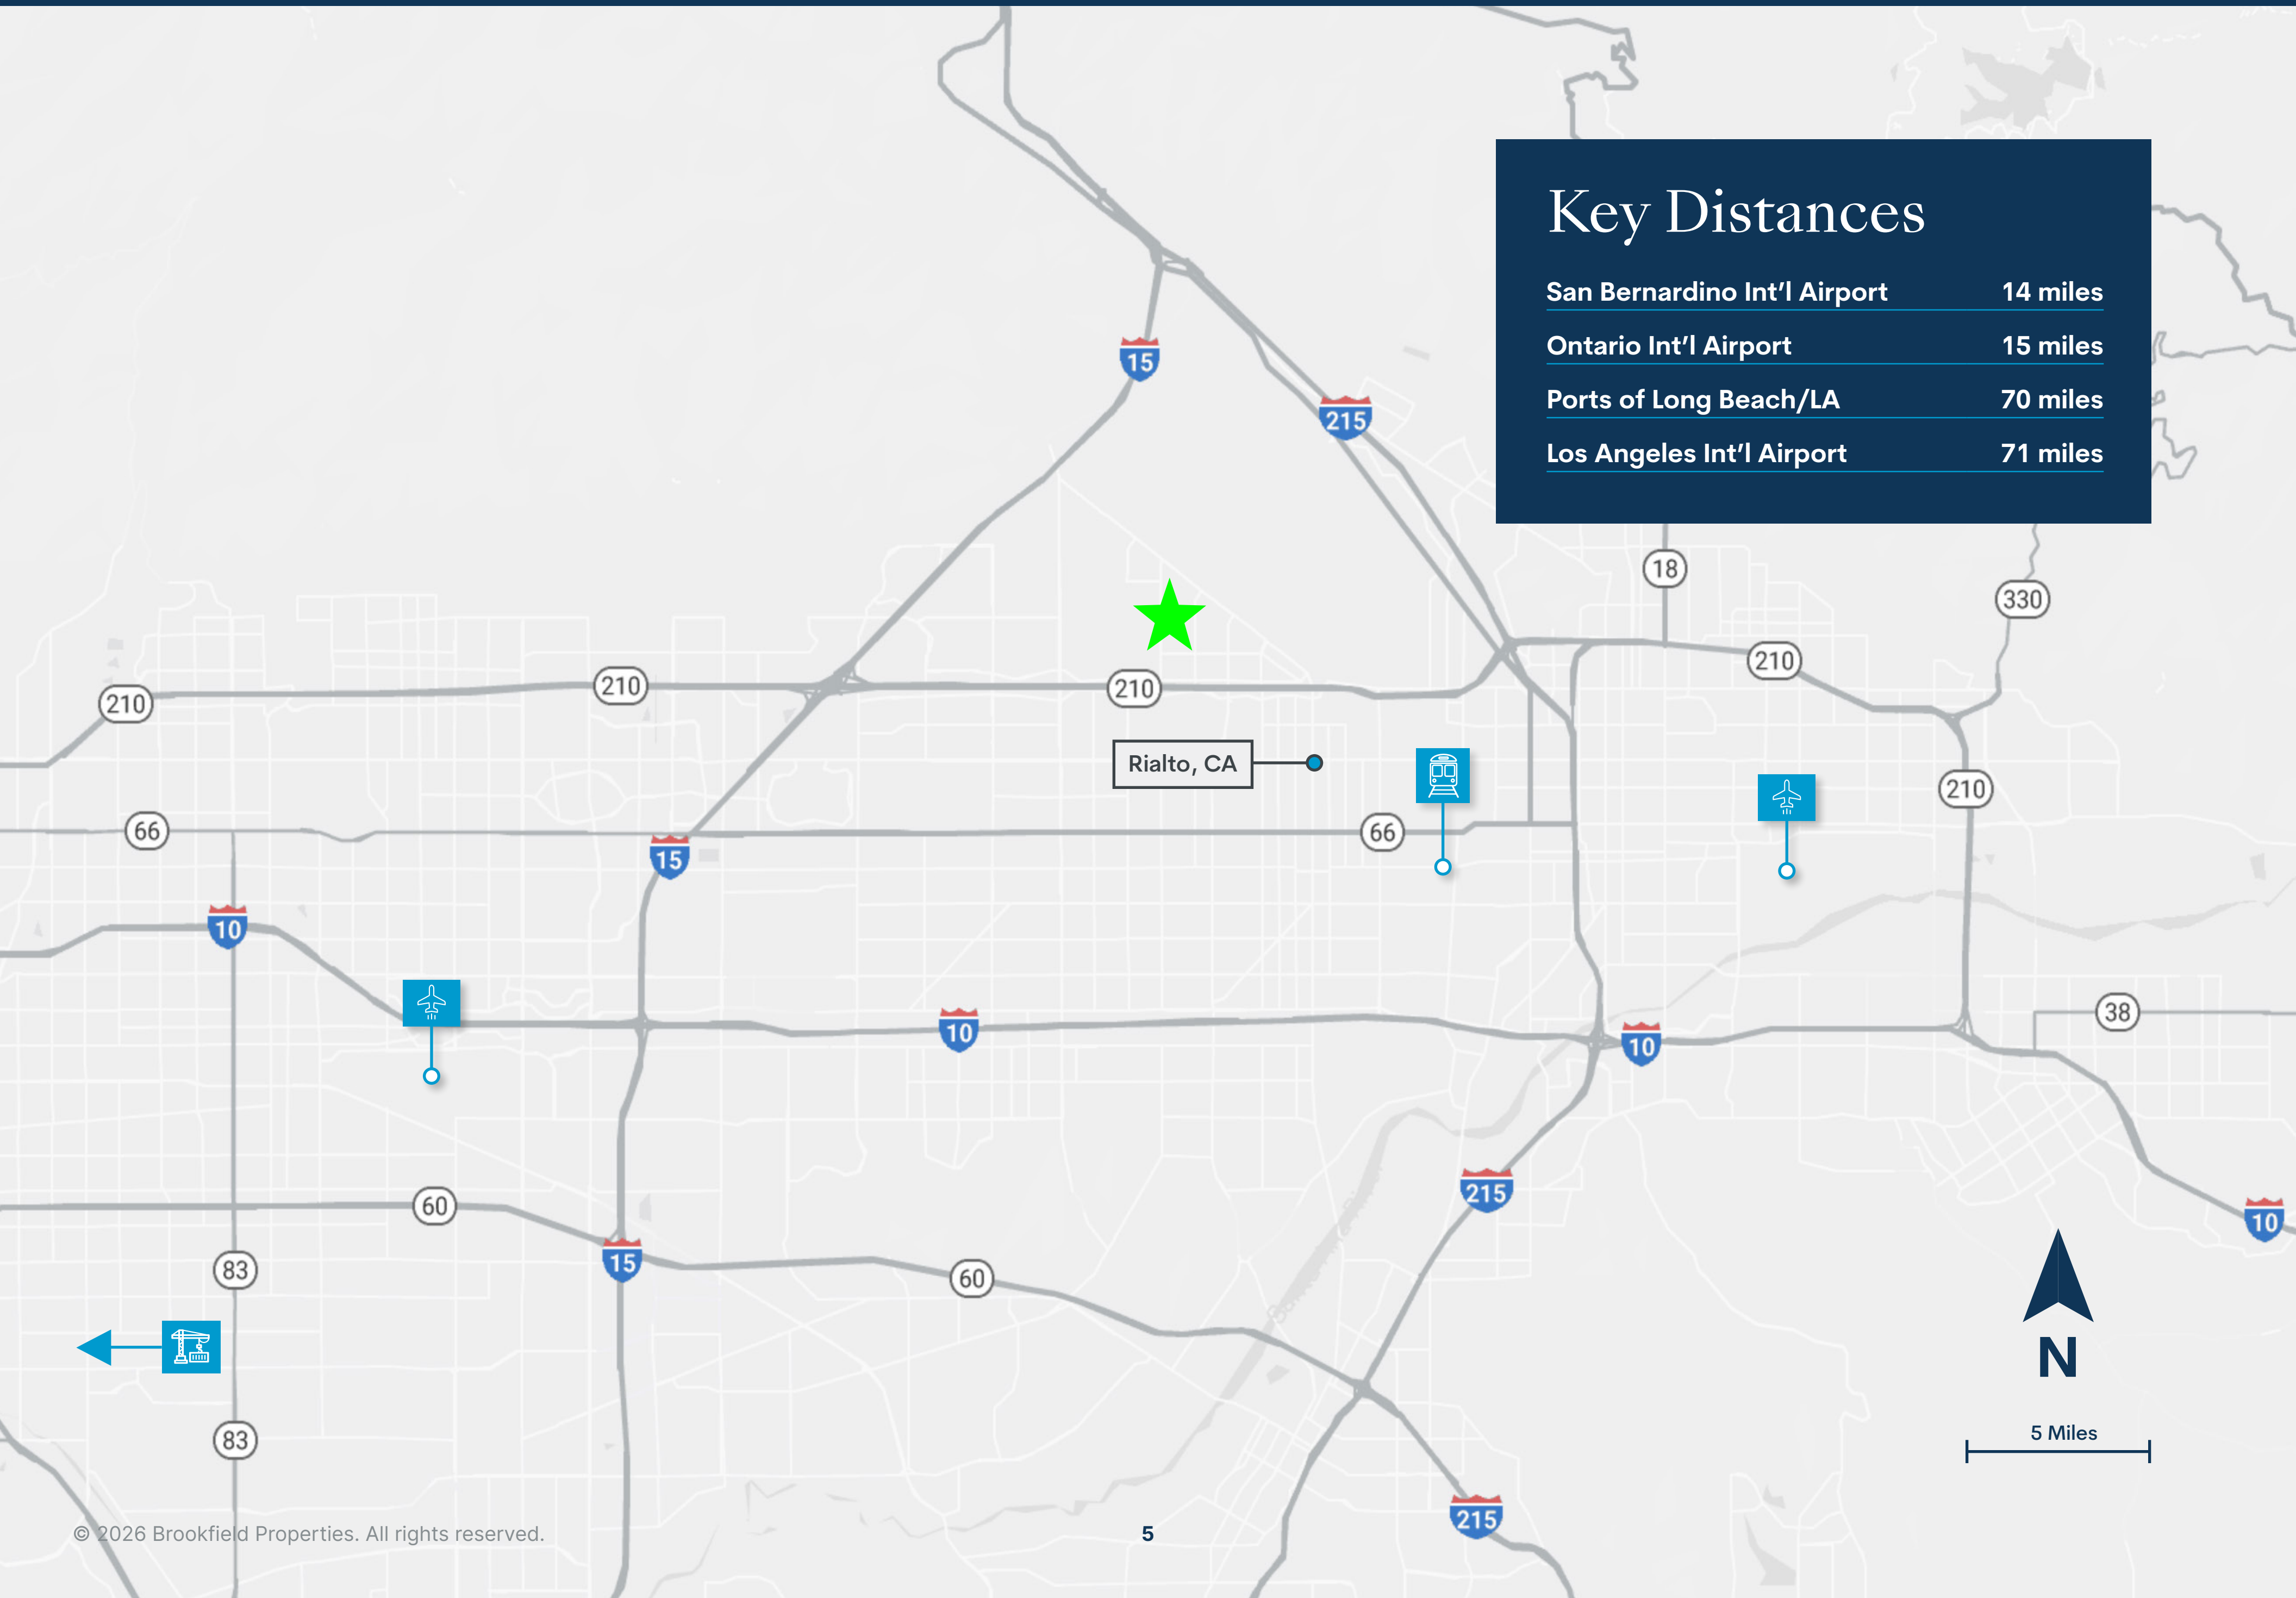 Key Distances
San Bernardino Int’l Airport 14 miles
Ontario Int’l Airport 15 miles
Ports of Long Beach/LA 70 miles
Los Angeles Int’l Airport 71 miles
15
215
18
330
210
210
210
210
Rialto, CA
210
66
66
15
10
10
10
38
60
215
10
15
60
83
N
83
5 Miles
215
© 2026 Brookfield Properties. All rights reserved.
5